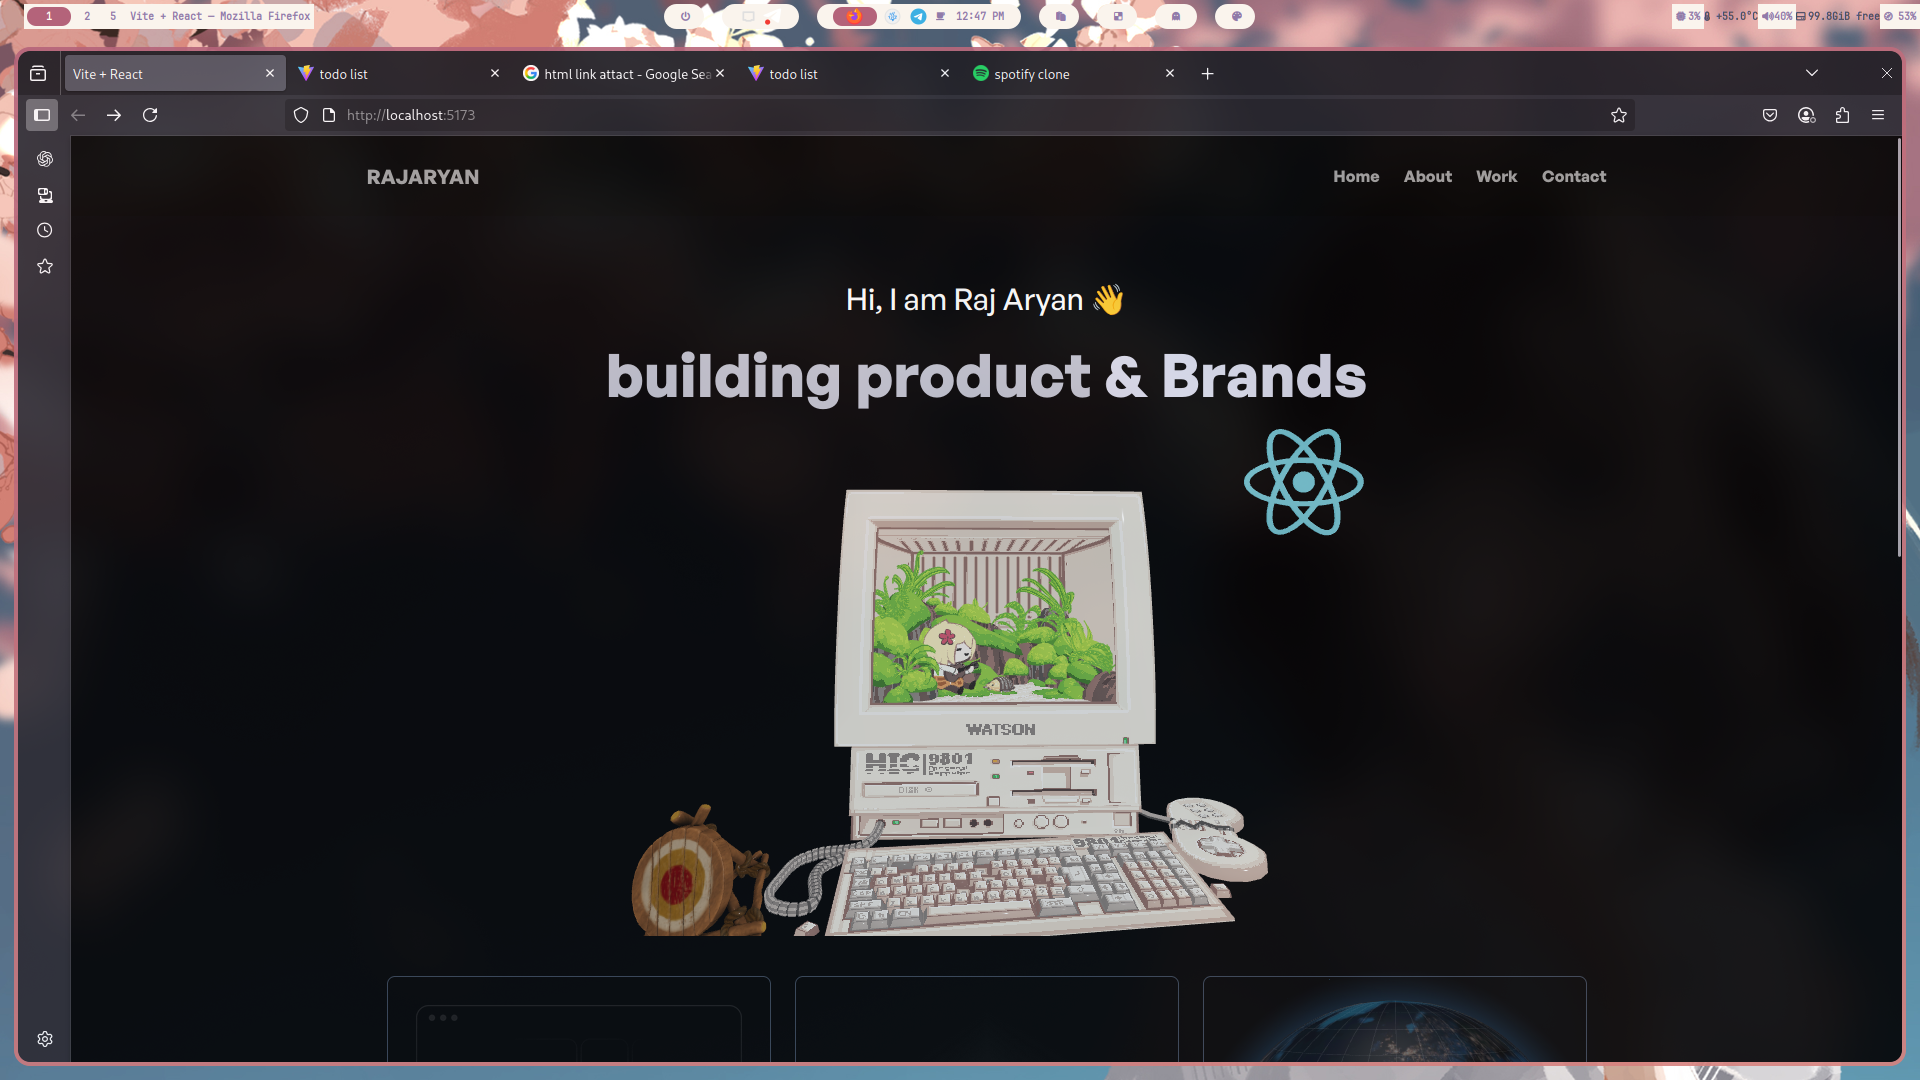 1 2 5 Vite + React — Mozilla Firefox
12:47 PM
3% +55.0°C 40% 99.8GiB free 53%
Vite + React
todo list
html link attact - Google Sea
todo list
spotify clone
http://localhost:5173
RAJARYAN
Home About Work Contact
Hi, I am Raj Aryan 👋
building product & Brands
WATSON
9801
9801